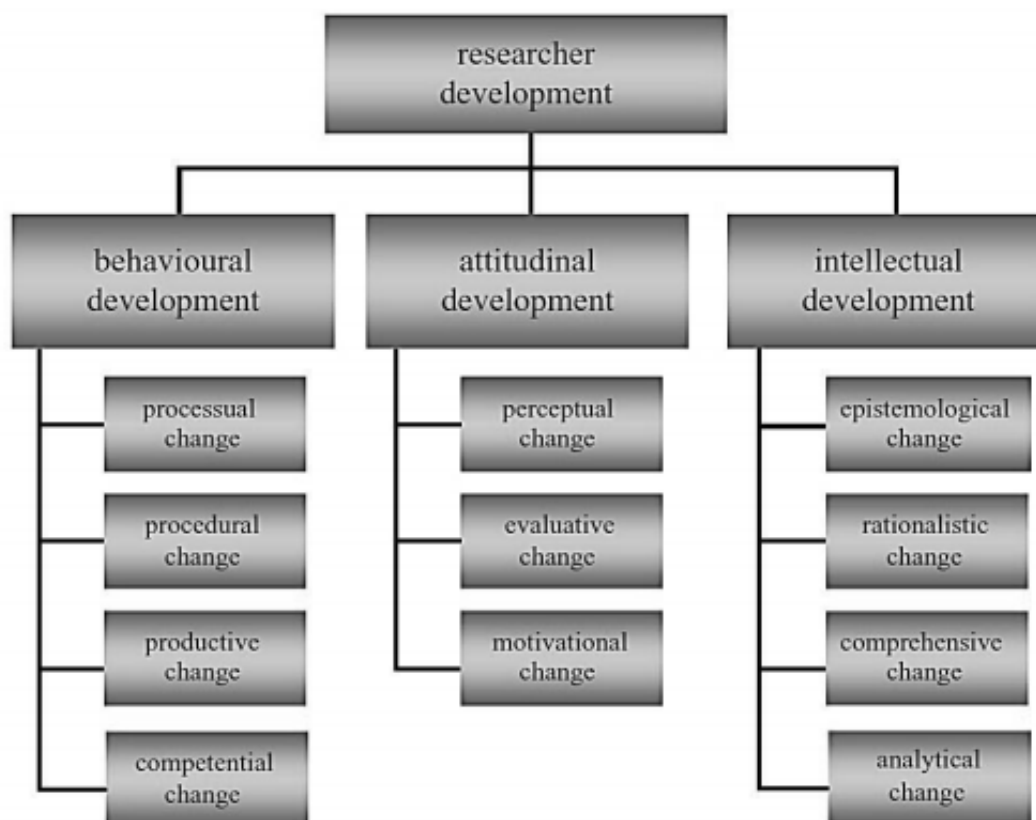 researcher
development
behavioural
development
attitudinal
development
intellectual
development
processual
change
procedural
change
productive
change
competential
change
perceptual
change
evaluative
change
motivational
change
epistemological
change
rationalistic
change
comprehensive
change
analytical
change